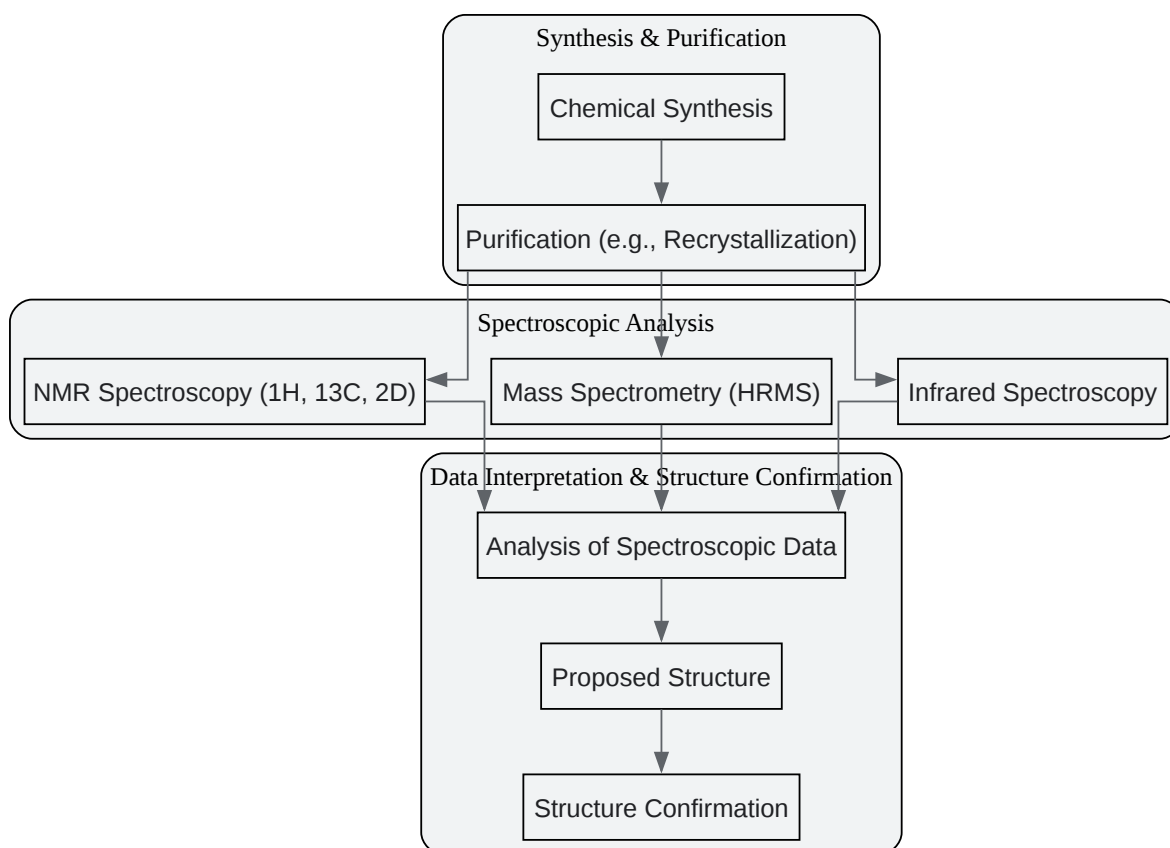 Synthesis & Purification
Chemical Synthesis
Purification (e.g., Recrystallization)
Spectroscopic Analysis
NMR Spectroscopy (1H, 13C, 2D)
Mass Spectrometry (HRMS)
Infrared Spectroscopy
Data Interpretation & Structure Confirmation
Analysis of Spectroscopic Data
Proposed Structure
Structure Confirmation